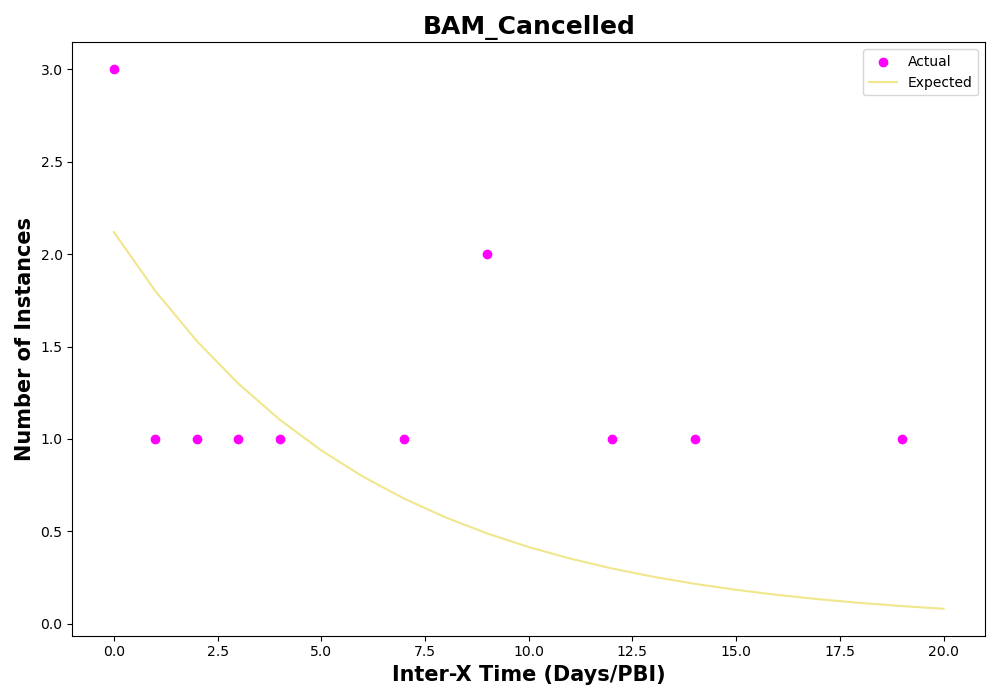 BAM_Cancelled
Actual
Expected
Number of Instances
3.0
2.5
2.0
1.5
1.0
0.5
0.0
0.0 2.5 5.0 7.5 10.0 12.5 15.0 17.5 20.0
Inter-X Time (Days/PBI)